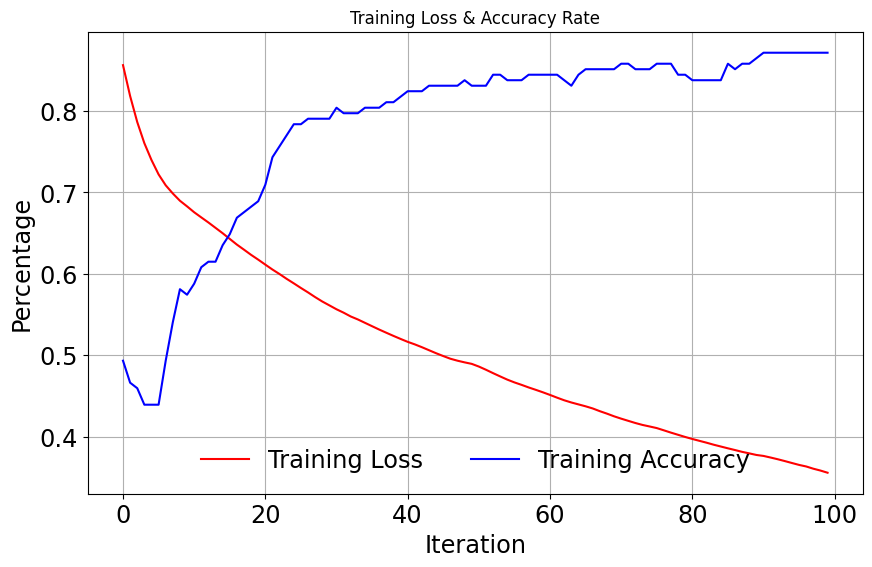 Training Loss & Accuracy Rate
Percentage
0.8
0.7
0.6
0.5
0.4
Training Loss
Training Accuracy
0 20 40 60 80 100
Iteration